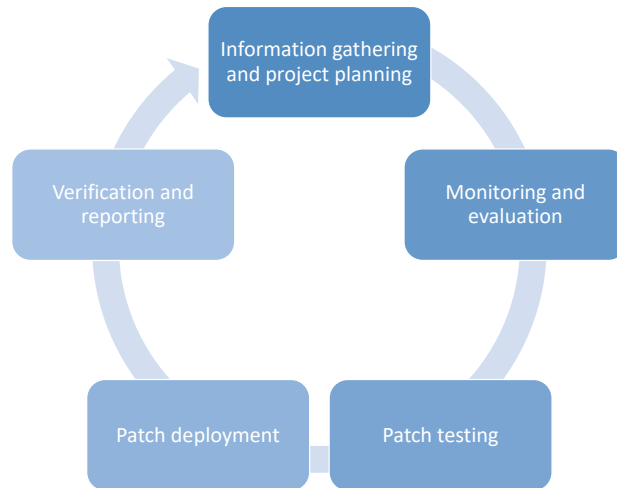 Information gathering
and project planning
Monitoring and
evaluation
Patch testing
Patch deployment
Verification and
reporting